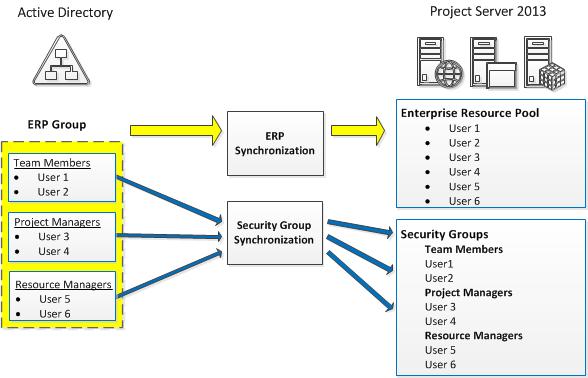 Active Directory
Project Server 2013
ERP Group
Team Members
• User 1
• User 2
Project Managers
• User 3
• User 4
Resource Managers
• User 5
• User 6
ERP
Synchronization
Security Group
Synchronization
Enterprise Resource Pool
• User 1
• User 2
• User 3
• User 4
• User 5
• User 6
Security Groups
Team Members
User1
User2
Project Managers
User 3
User 4
Resource Managers
User 5
User 6